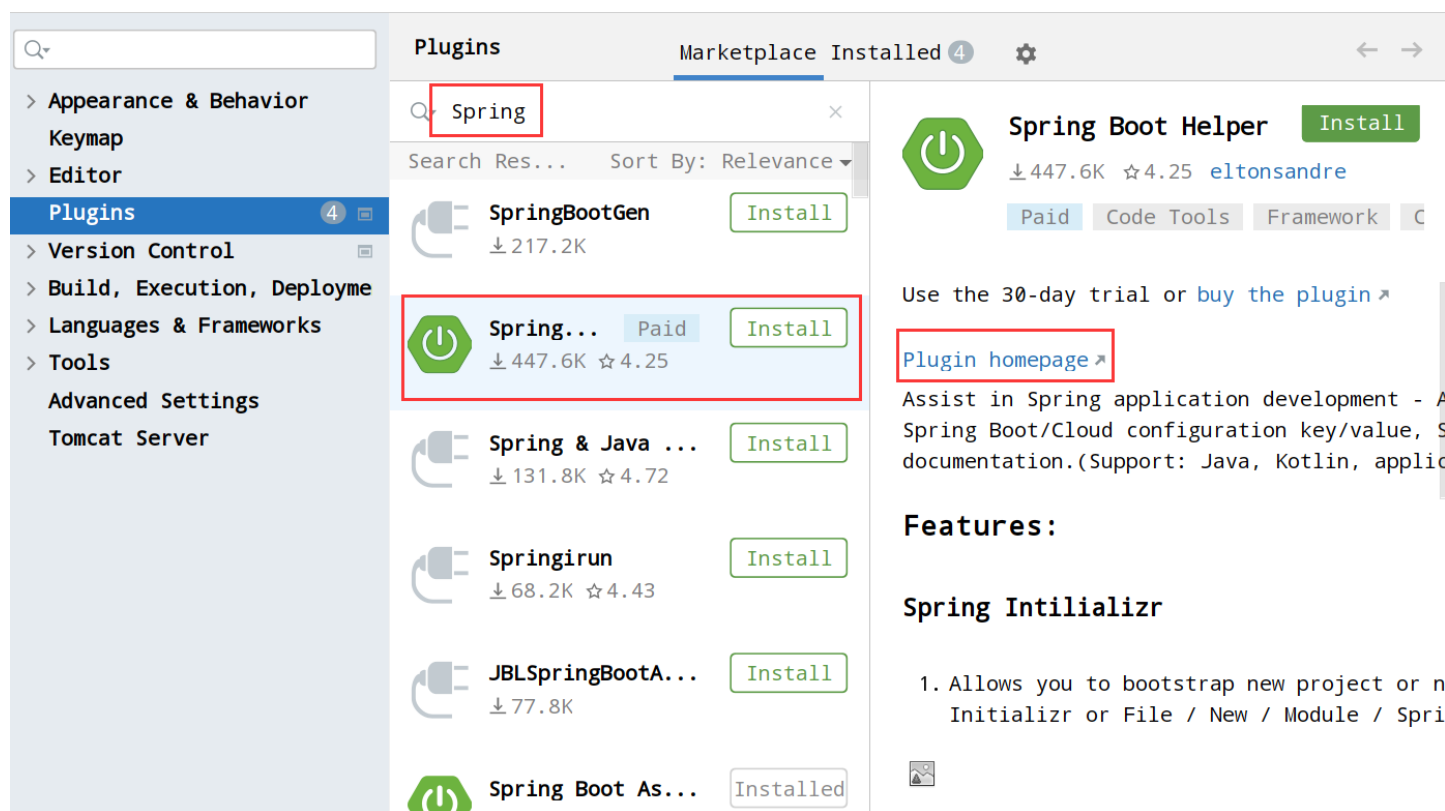 Appearance & Behavior
Keymap
Editor
Plugins 4
Version Control
Build, Execution, Deployme
Languages & Frameworks
Tools
Advanced Settings
Tomcat Server
Plugins
Marketplace Installed 4
Spring
Search Res... Sort By: Relevance
SpringBootGen Install
217.2K
Spring... Paid Install
447.6K 4.25
Spring & Java ... Install
131.8K 4.72
Springirun Install
68.2K 4.43
JBLSpringBootA... Install
77.8K
Spring Boot As... Installed
Spring Boot Helper Install
447.6K 4.25 eltonsandre
Paid Code Tools Framework C
Use the 30-day trial or buy the plugin
Plugin homepage
Assist in Spring application development - A
Spring Boot/Cloud configuration key/value, S
documentation.(Support: Java, Kotlin, applic
Features:
Spring Intilializr
1. Allows you to bootstrap new project or n
Initializr or File / New / Module / Spri